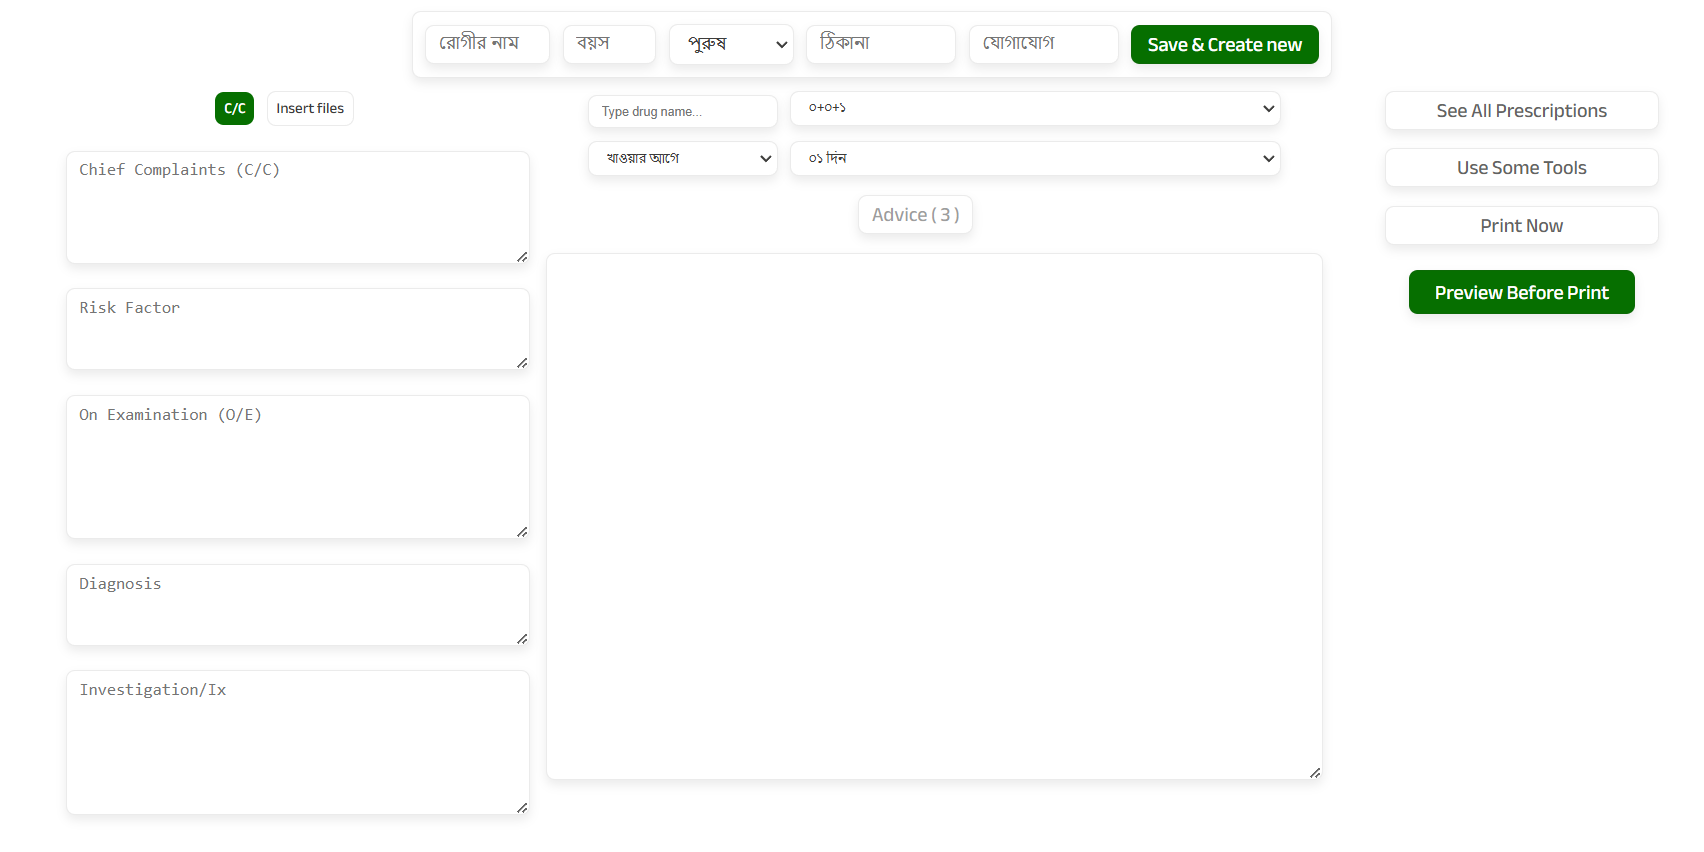 রোগীর নাম
বয়স
পুরুষ
ঠিকানা
যোগাযোগ
Save & Create new
C/C
Insert files
Type drug name...
০+০+১
খাওয়ার আগে
০১ দিন
Advice ( 3 )
Chief Complaints (C/C)
Risk Factor
On Examination (O/E)
Diagnosis
Investigation/Ix
See All Prescriptions
Use Some Tools
Print Now
Preview Before Print